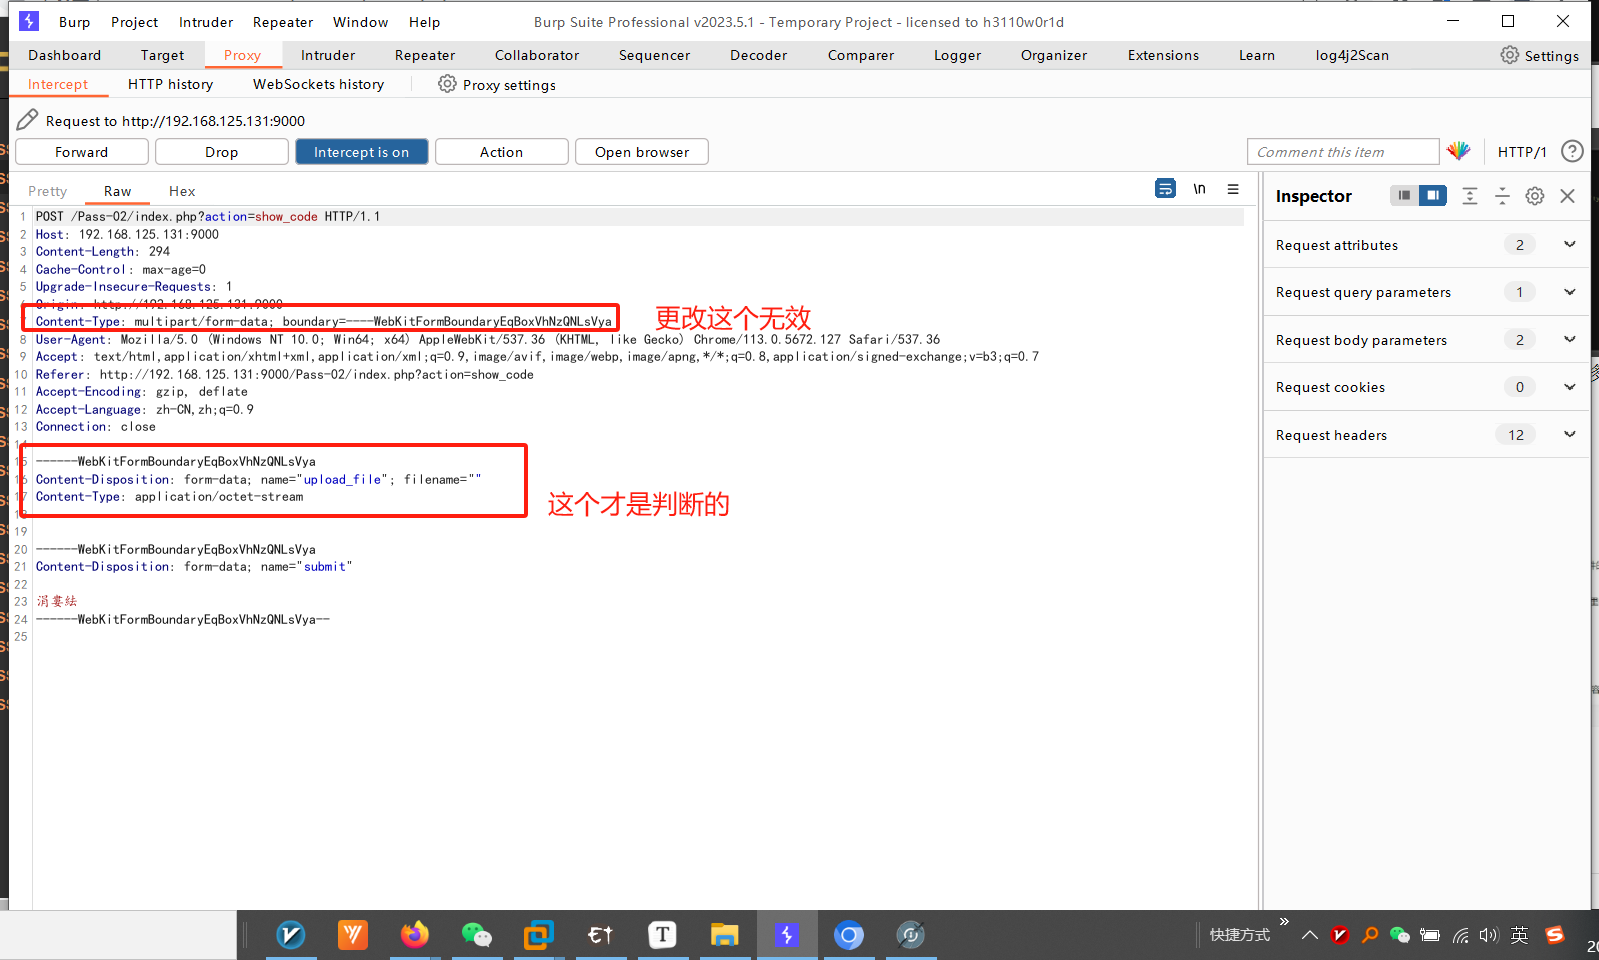 Burp Project Intruder Repeater Window Help Burp Suite Professional v2023.5.1 - Temporary Project - licensed to h3110w0r1d
Dashboard Target Proxy Intruder Repeater Collaborator Sequencer Decoder Comparer Logger Organizer Extensions Learn log4j2Scan Settings
Intercept HTTP history WebSockets history Proxy settings
Request to http://192.168.125.131:9000
Forward Drop Intercept is on Action Open browser Comment this item HTTP/1 ?
Pretty Raw Hex \n
Inspector
1 POST /Pass-02/index.php?action=show_code HTTP/1.1
2 Host: 192.168.125.131:9000
3 Content-Length: 294
4 Cache-Control: max-age=0
5 Upgrade-Insecure-Requests: 1
Origin: http://192.168.125.131:9000
Content-Type: multipart/form-data; boundary=----WebKitFormBoundaryEqBoxVhNzQNLsVya
更改这个无效
8 User-Agent: Mozilla/5.0 (Windows NT 10.0; Win64; x64) AppleWebKit/537.36 (KHTML, like Gecko) Chrome/113.0.5672.127 Safari/537.36
9 Accept: text/html,application/xhtml+xml,application/xml;q=0.9,image/avif,image/webp,image/apng,*/*;q=0.8,application/signed-exchange;v=b3;q=0.7
10 Referer: http://192.168.125.131:9000/Pass-02/index.php?action=show_code
11 Accept-Encoding: gzip, deflate
12 Accept-Language: zh-CN,zh;q=0.9
13 Connection: close
14
15 ------WebKitFormBoundaryEqBoxVhNzQNLsVya
16 Content-Disposition: form-data; name="upload_file"; filename=""
17 Content-Type: application/octet-stream
这个才是判断的
18
19
20 ------WebKitFormBoundaryEqBoxVhNzQNLsVya
21 Content-Disposition: form-data; name="submit"
22
23 涓婁紶
24 ------WebKitFormBoundaryEqBoxVhNzQNLsVya--
25
Request attributes 2
Request query parameters 1
Request body parameters 2
Request cookies 0
Request headers 12
快捷方式 » 英